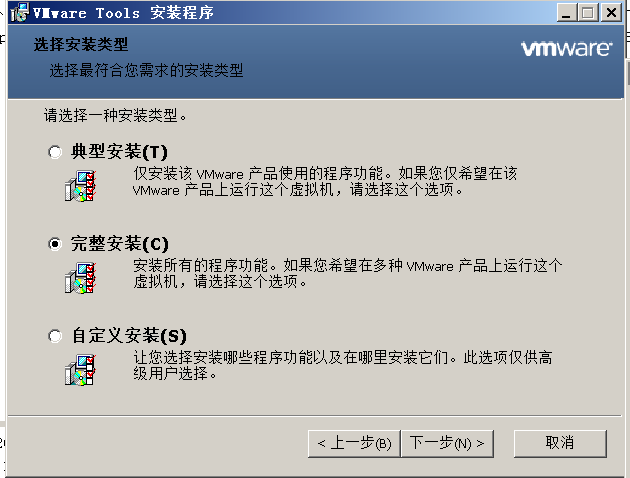 VMware Tools 安装程序
选择安装类型
vmware
选择最符合您需求的安装类型
请选择一种安装类型。
典型安装(T)
仅安装该 VMware 产品使用的程序功能。如果您仅希望在该
VMware 产品上运行这个虚拟机，请选择这个选项。
完整安装(C)
安装所有的程序功能。如果您希望在多种 VMware 产品上运行这个
虚拟机，请选择这个选项。
自定义安装(S)
让您选择安装哪些程序功能以及在哪里安装它们。此选项仅供高
级用户选择。
< 上一步(B) 下一步(N) > 取消